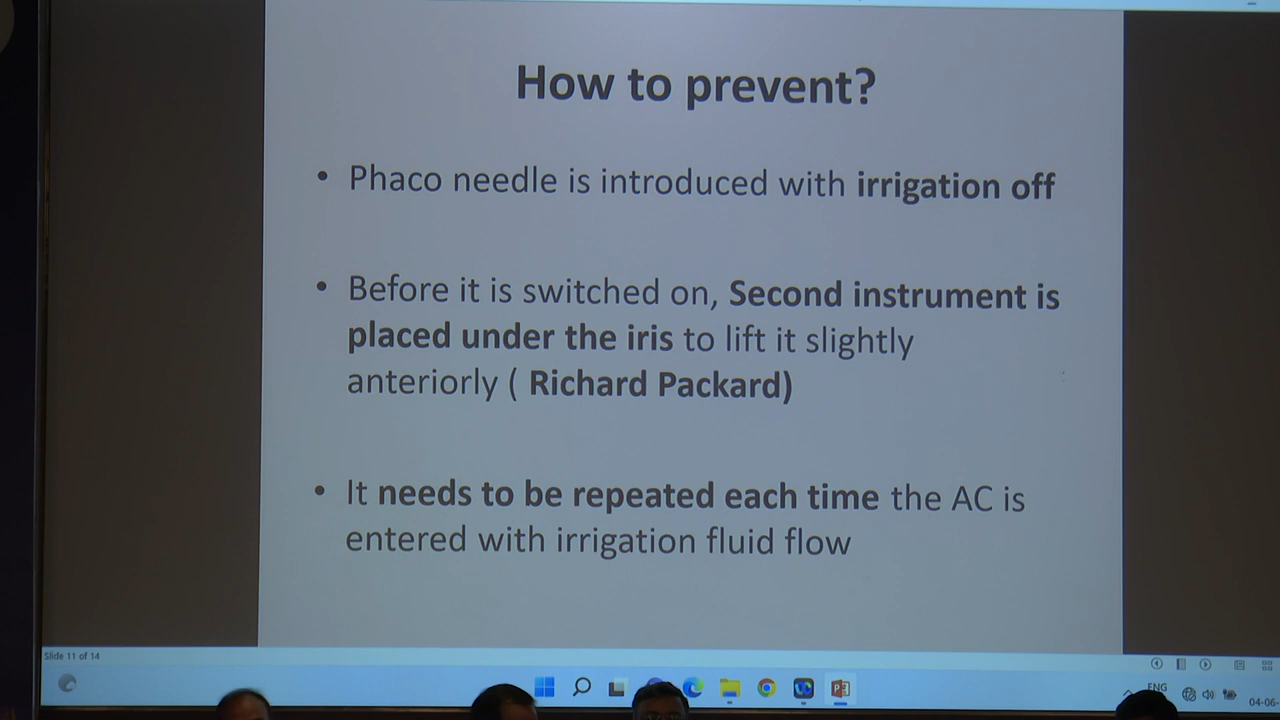 How to prevent?
• Phaco needle is introduced with irrigation off
• Before it is switched on, Second instrument is
placed under the iris to lift it slightly
anteriorly ( Richard Packard)
• It needs to be repeated each time the AC is
entered with irrigation fluid flow
Slide 11 of 14
ENG
04-06-